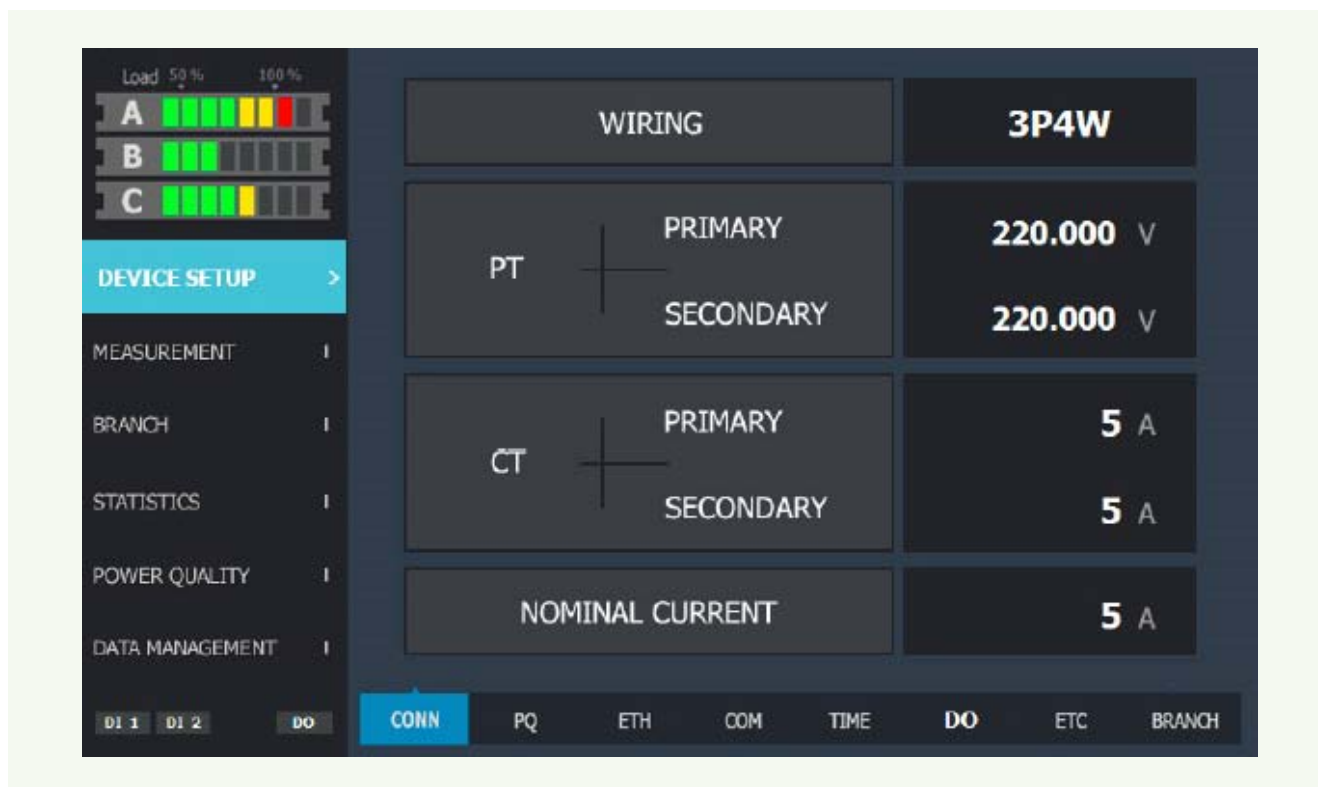 Load 50% 100%
A
B
C
DEVICE SETUP >
MEASUREMENT
BRANCH
STATISTICS
POWER QUALITY
DATA MANAGEMENT
DI 1 DI 2 DO
WIRING 3P4W
PT
PRIMARY 220.000 V
SECONDARY 220.000 V
CT
PRIMARY 5 A
SECONDARY 5 A
NOMINAL CURRENT 5 A
CONN PQ ETH COM TIME DO ETC BRANCH